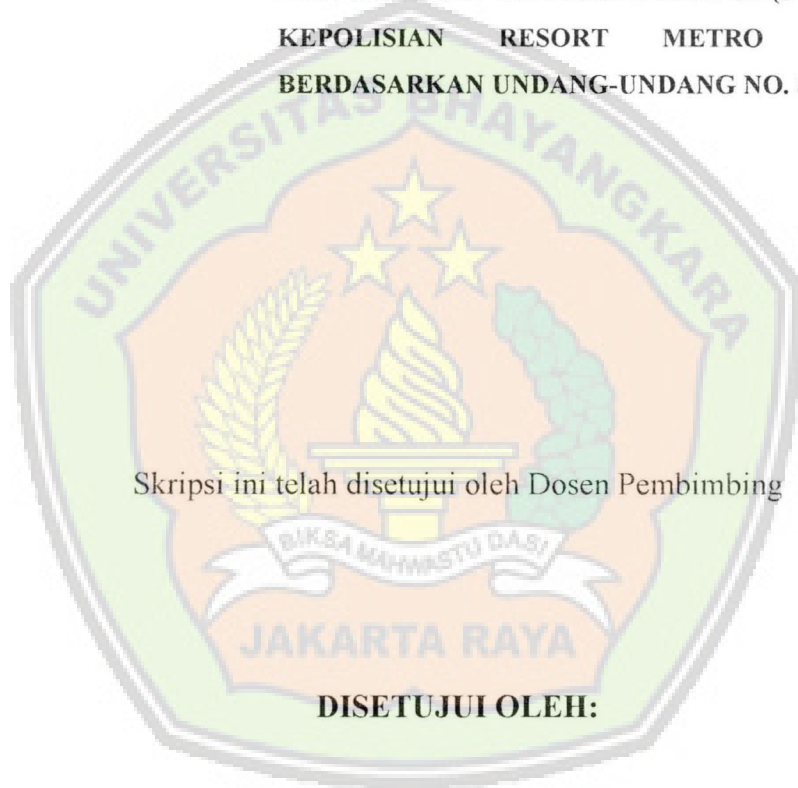 KEPOLISIAN RESORT METRO
BERDASARKAN UNDANG-UNDANG NO.
UNIVERSITAS BHAYANGKARA
Skripsi ini telah disetujui oleh Dosen Pembimbing
BIKSA MAHWASTU DASI
JAKARTA RAYA
DISETUJUI OLEH: